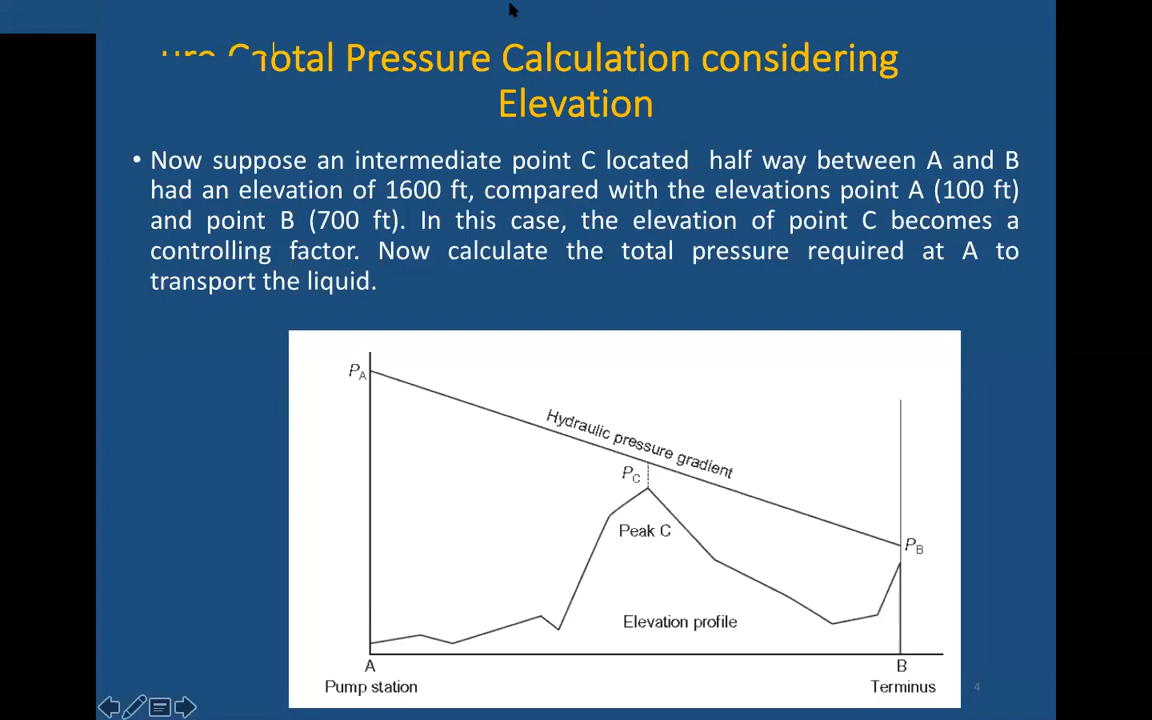 otal Pressure Calculation considering
Elevation
• Now suppose an intermediate point C located half way between A and B
had an elevation of 1600 ft, compared with the elevations point A (100 ft)
and point B (700 ft). In this case, the elevation of point C becomes a
controlling factor. Now calculate the total pressure required at A to
transport the liquid.
PA
Hydraulic pressure gradient
PC
Peak C
PB
Elevation profile
A
B
Pump station
Terminus
4